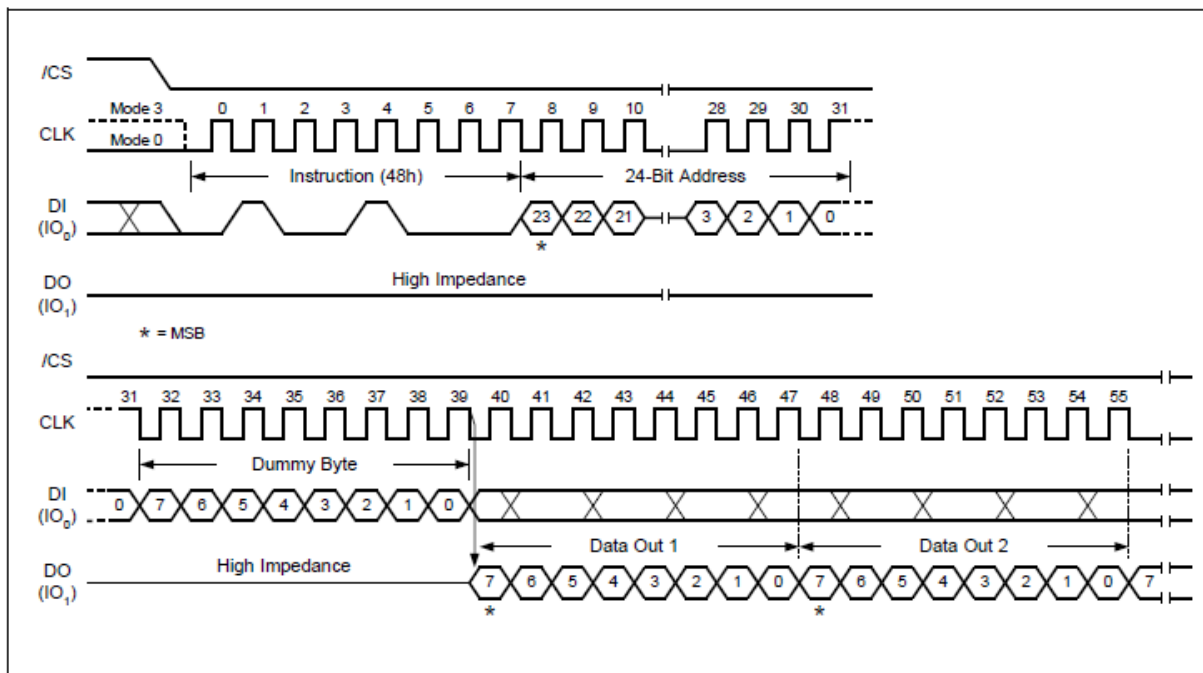 /CS
Mode 3 0 1 2 3 4 5 6 7 8 9 10 28 29 30 31
CLK
Mode 0
Instruction (48h) 24-Bit Address
DI
(IO0) 23 22 21 3 2 1 0
*
DO High Impedance
(IO1)
* = MSB
/CS
31 32 33 34 35 36 37 38 39 40 41 42 43 44 45 46 47 48 49 50 51 52 53 54 55
CLK
Dummy Byte
DI
(IO0) 0 7 6 5 4 3 2 1 0
Data Out 1 Data Out 2
DO High Impedance
(IO1) 7 6 5 4 3 2 1 0 7 6 5 4 3 2 1 0 7
* *